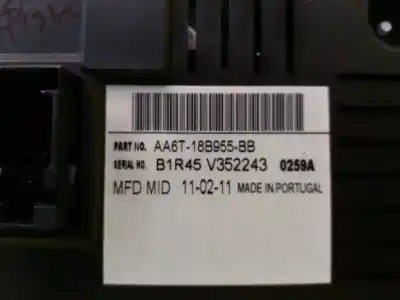 PART NO. AA6T-18B955-BB
SERIAL NO. B1R45 V352243 0259A
MFD MID 11-02-11 MADE IN PORTUGAL